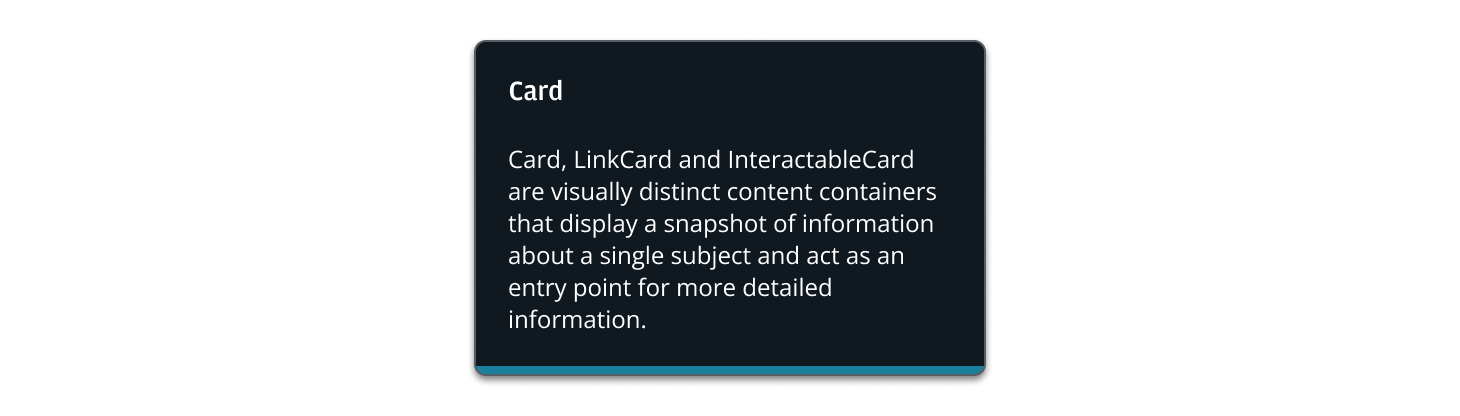 Card
Card, LinkCard and InteractableCard
are visually distinct content containers
that display a snapshot of information
about a single subject and act as an
entry point for more detailed
information.